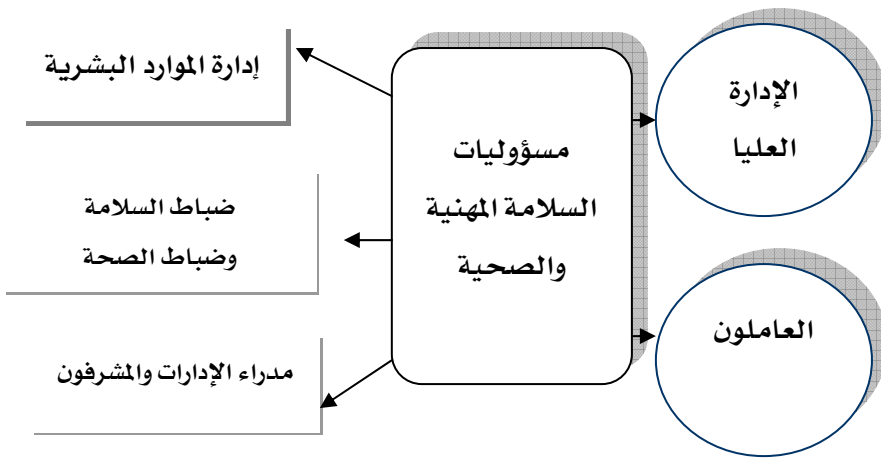 الإدارة
العليا
العاملون
مسؤوليات
السلامة المهنية
والصحية
إدارة الموارد البشرية
ضباط السلامة
وضباط الصحة
مدراء الإدارات والمشرفون